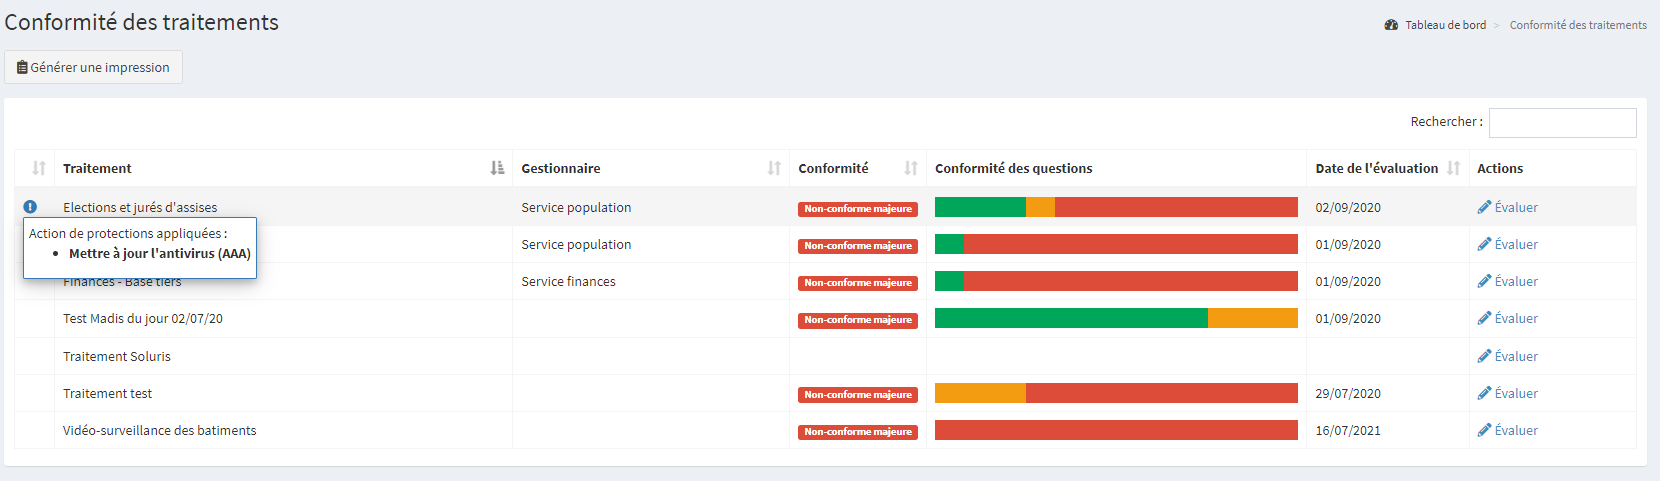 Conformité des traitements
Tableau de bord > Conformité des traitements
Générer une impression
Rechercher :
Traitement Gestionnaire Conformité Conformité des questions Date de l'évaluation Actions
Elections et jurés d'assises Service population Non-conforme majeure 02/09/2020 Évaluer
Action de protections appliquées :
• Mettre à jour l'antivirus (AAA)
Service population Non-conforme majeure 01/09/2020 Évaluer
Finances - Base tiers Service finances Non-conforme majeure 01/09/2020 Évaluer
Test Madis du jour 02/07/20 Non-conforme majeure 01/09/2020 Évaluer
Traitement Soluris Évaluer
Traitement test Non-conforme majeure 29/07/2020 Évaluer
Vidéo-surveillance des batiments Non-conforme majeure 16/07/2021 Évaluer